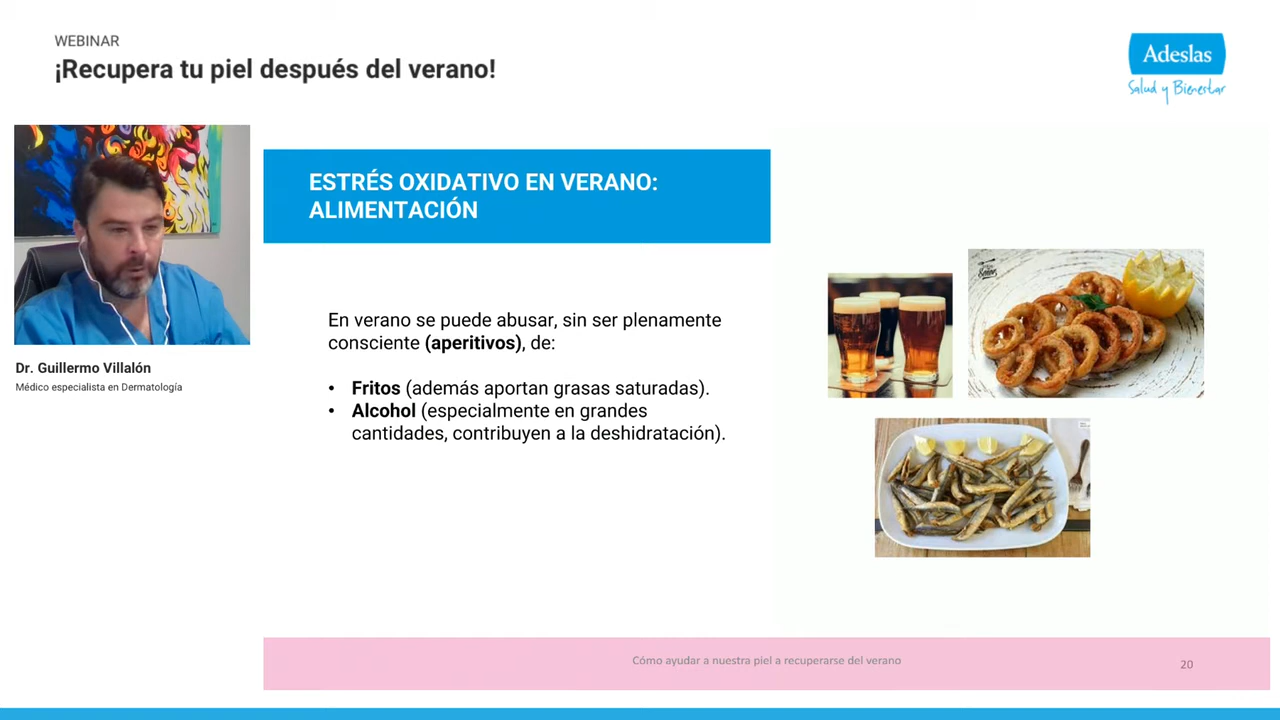 WEBINAR
¡Recupera tu piel después del verano!
Adeslas
Salud y Bienestar
ESTRÉS OXIDATIVO EN VERANO:
ALIMENTACIÓN
En verano se puede abusar, sin ser plenamente
consciente (aperitivos), de:
• Fritos (además aportan grasas saturadas).
• Alcohol (especialmente en grandes
cantidades, contribuyen a la deshidratación).
Dr. Guillermo Villalón
Médico especialista en Dermatología
Cómo ayudar a nuestra piel a recuperarse del verano
20